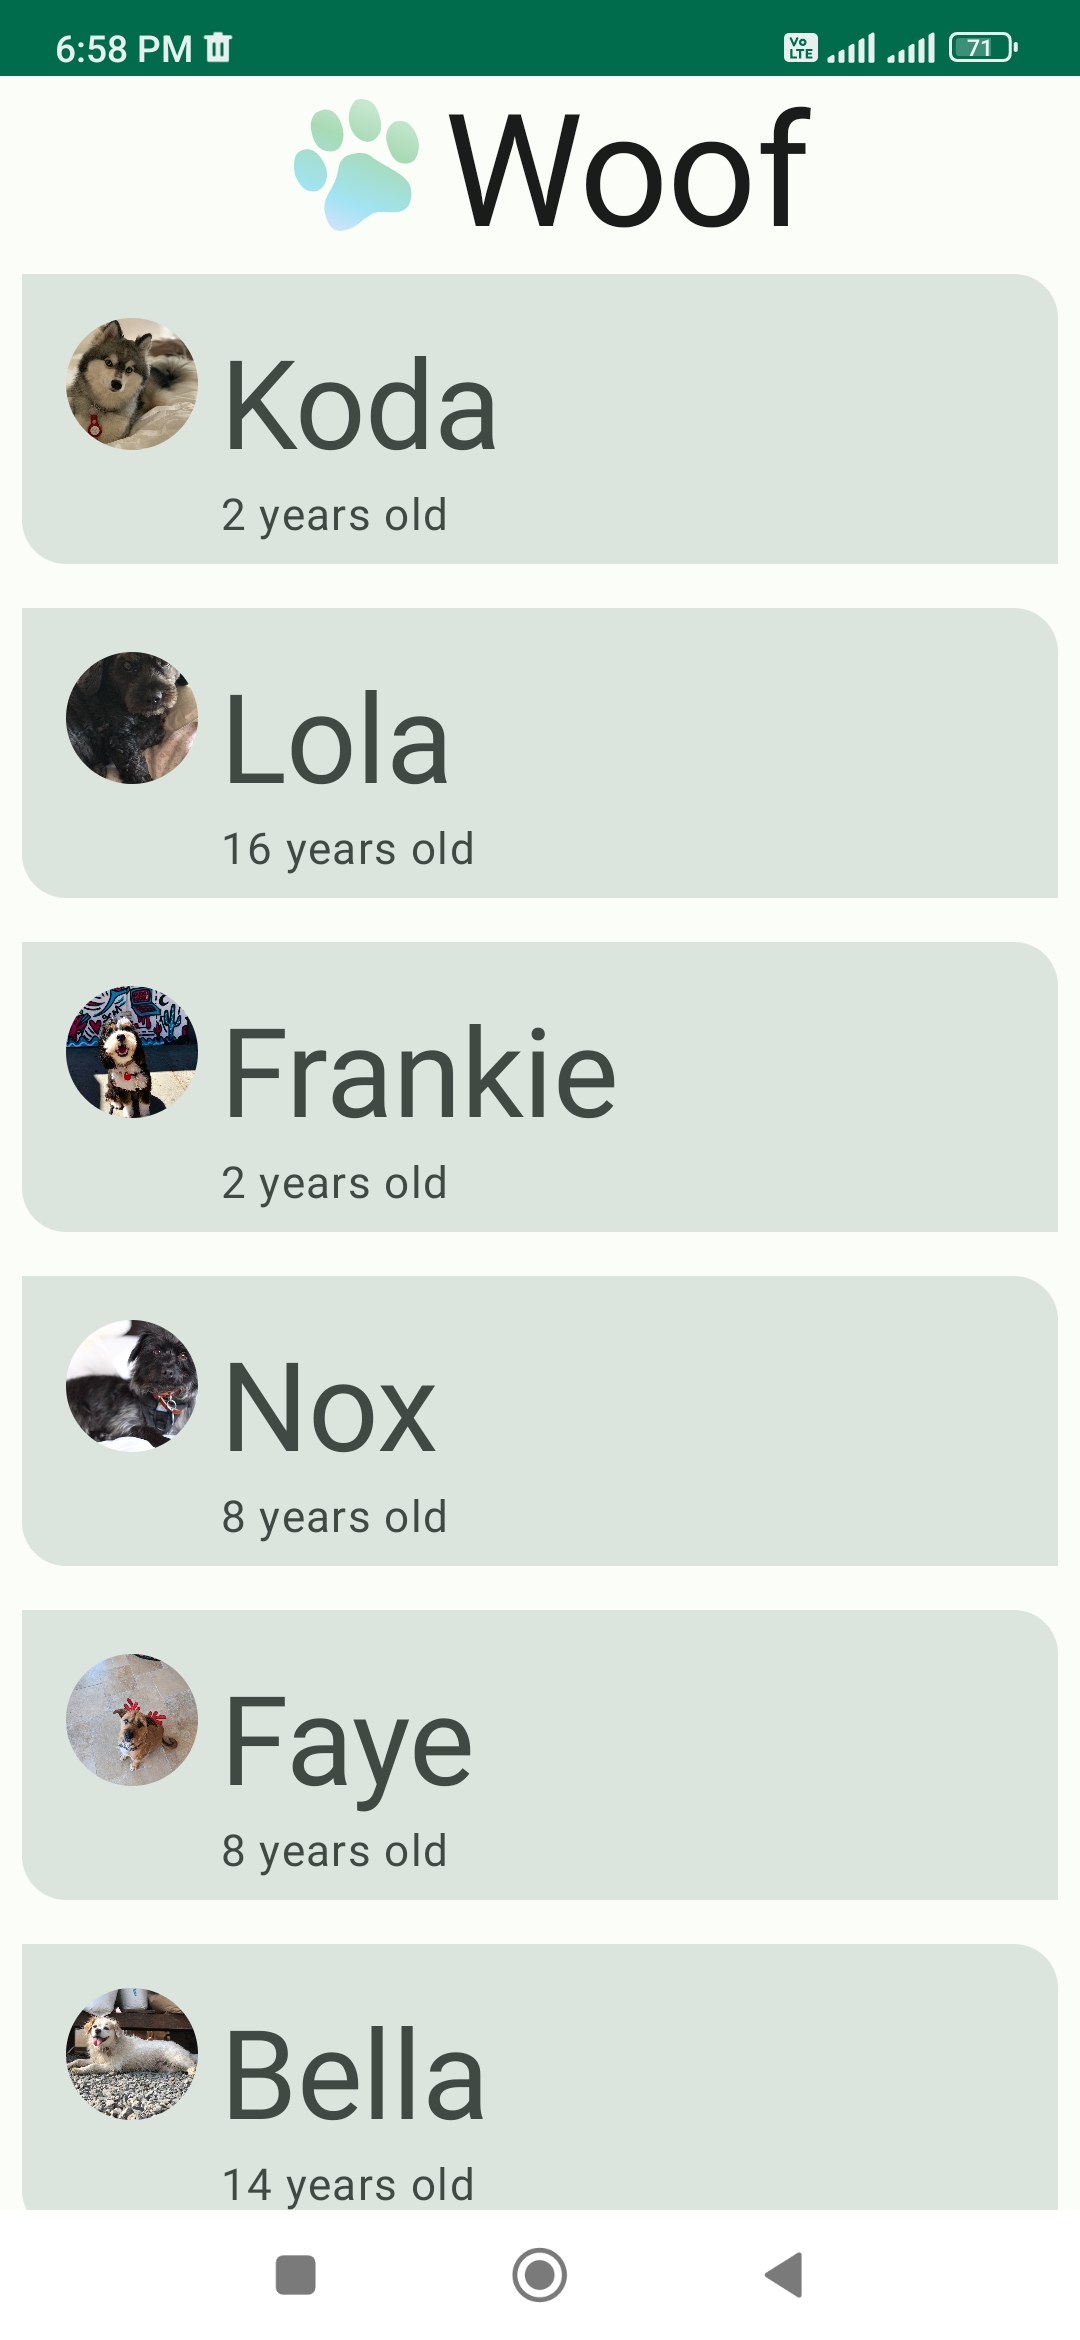 6:58 PM
Vo LTE
71
Woof
Koda
2 years old
Lola
16 years old
Frankie
2 years old
Nox
8 years old
Faye
8 years old
Bella
14 years old